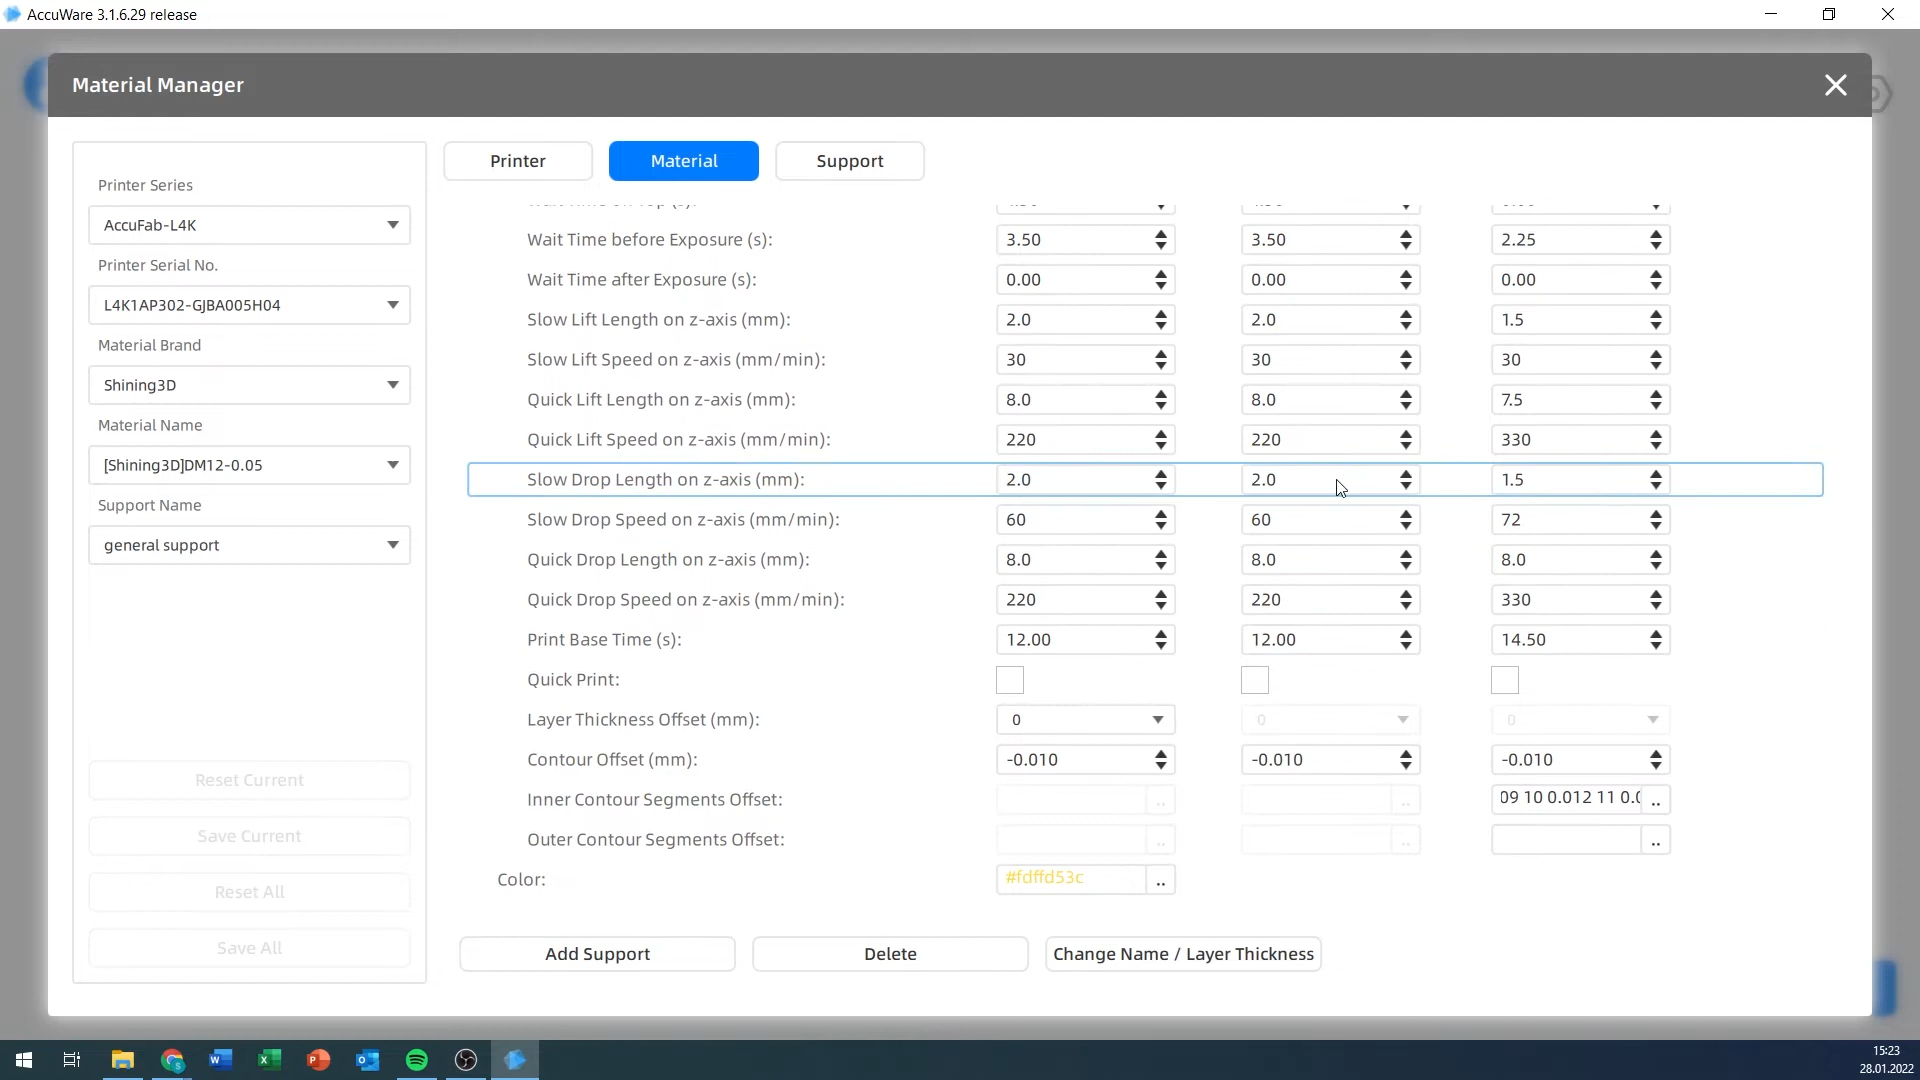 AccuWare 3.1.6.29 release
Material Manager
Printer Material Support
Printer Series
AccuFab-L4K
Printer Serial No.
L4K1AP302-GJBA005H04
Material Brand
Shining3D
Material Name
[Shining3D]DM12-0.05
Support Name
general support
Reset Current
Save Current
Reset All
Save All
Wait Time before Exposure (s): 3.50 3.50 2.25
Wait Time after Exposure (s): 0.00 0.00 0.00
Slow Lift Length on z-axis (mm): 2.0 2.0 1.5
Slow Lift Speed on z-axis (mm/min): 30 30 30
Quick Lift Length on z-axis (mm): 8.0 8.0 7.5
Quick Lift Speed on z-axis (mm/min): 220 220 330
Slow Drop Length on z-axis (mm): 2.0 2.0 1.5
Slow Drop Speed on z-axis (mm/min): 60 60 72
Quick Drop Length on z-axis (mm): 8.0 8.0 8.0
Quick Drop Speed on z-axis (mm/min): 220 220 330
Print Base Time (s): 12.00 12.00 14.50
Quick Print:
Layer Thickness Offset (mm): 0 0 0
Contour Offset (mm): -0.010 -0.010 -0.010
Inner Contour Segments Offset: .. .. 09 10 0.012 11 0.0 ..
Outer Contour Segments Offset: .. .. ..
Color: #fdffd53c ..
Add Support Delete Change Name / Layer Thickness
15:23
28.01.2022